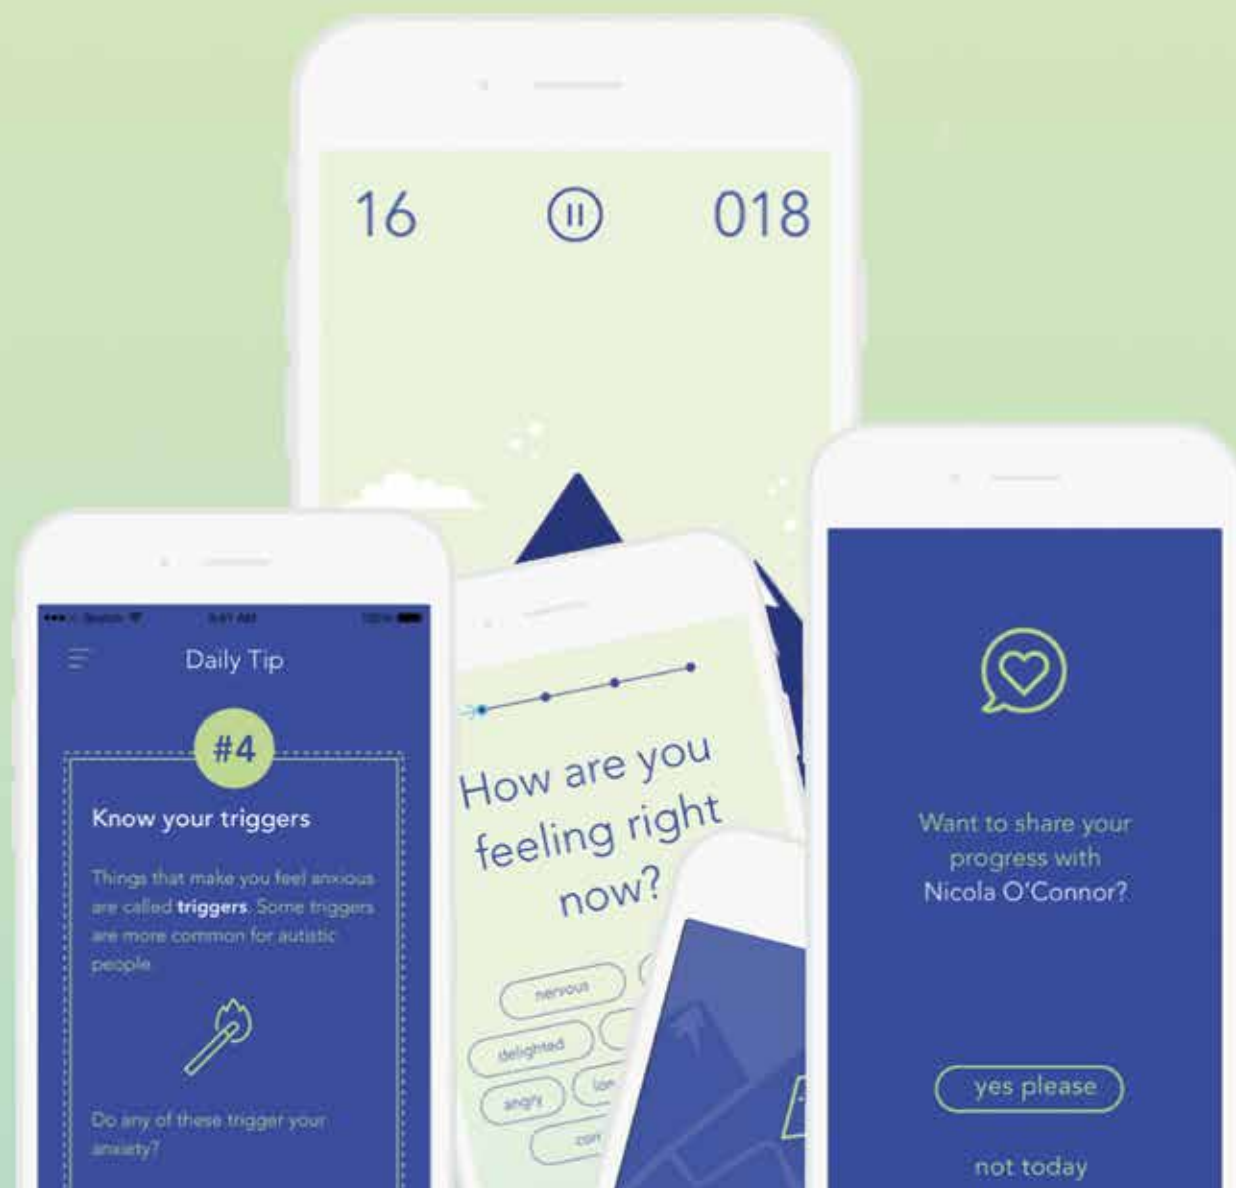 16
018
Daily Tip
#4
Know your triggers
Things that make you feel anxious
are called triggers. Some triggers
are more common for autistic
people.
Do any of these trigger your
anxiety?
How are you
feeling right
now?
nervous
delighted
angry
Want to share your
progress with
Nicola O'Connor?
yes please
not today